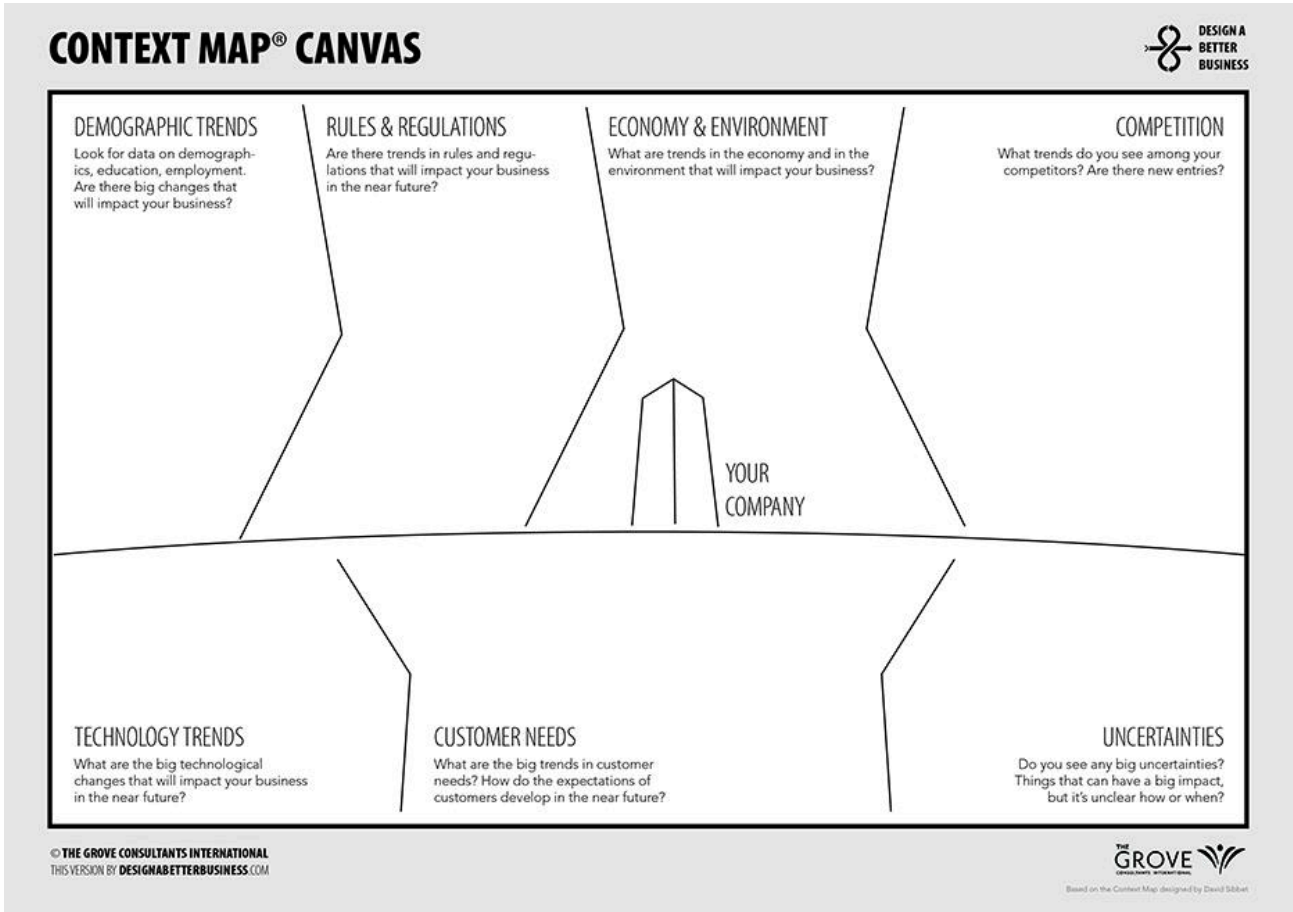 CONTEXT MAP® CANVAS
DESIGN A
BETTER
BUSINESS
DEMOGRAPHIC TRENDS
Look for data on demograph-
ics, education, employment.
Are there big changes that
will impact your business?
RULES & REGULATIONS
Are there trends in rules and regu-
lations that will impact your business
in the near future?
ECONOMY & ENVIRONMENT
What are trends in the economy and in the
environment that will impact your business?
COMPETITION
What trends do you see among your
competitors? Are there new entries?
YOUR
COMPANY
TECHNOLOGY TRENDS
What are the big technological
changes that will impact your business
in the near future?
CUSTOMER NEEDS
What are the big trends in customer
needs? How do the expectations of
customers develop in the near future?
UNCERTAINTIES
Do you see any big uncertainties?
Things that can have a big impact,
but it's unclear how or when?
© THE GROVE CONSULTANTS INTERNATIONAL
THIS VERSION BY DESIGNABETTERBUSINESS.COM
THE
GROVE
CONSULTANTS INTERNATIONAL
Based on the Context Map designed by David Sibbet